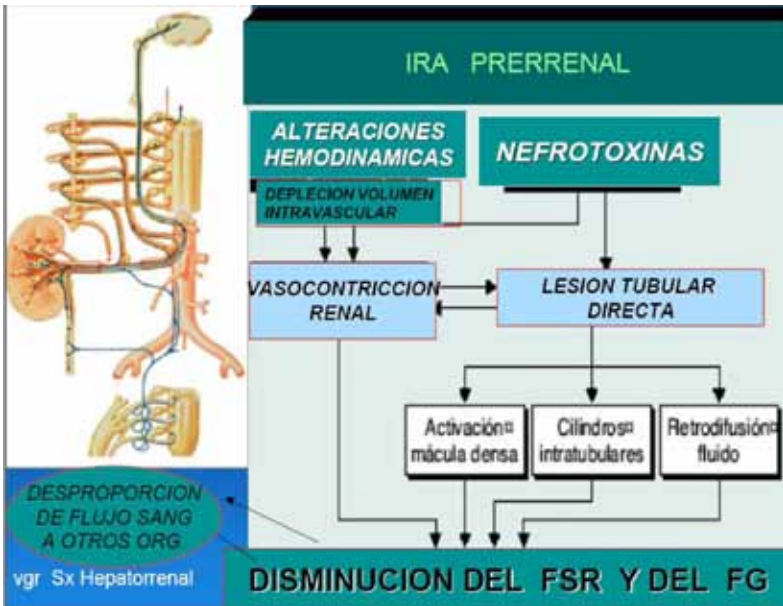 IRA PRERRENAL
ALTERACIONES
HEMODINAMICAS
NEFROTOXINAS
DEPLECION VOLUMEN
INTRAVASCULAR
VASOCONTRICCION
RENAL
LESION TUBULAR
DIRECTA
Activación¤
mácula densa
Cilindros¤
intratubulares
Retrodifusión¤
fluido
DESPROPORCION
DE FLUJO SANG
A OTROS ORG
vgr Sx Hepatorrenal
DISMINUCION DEL FSR Y DEL FG